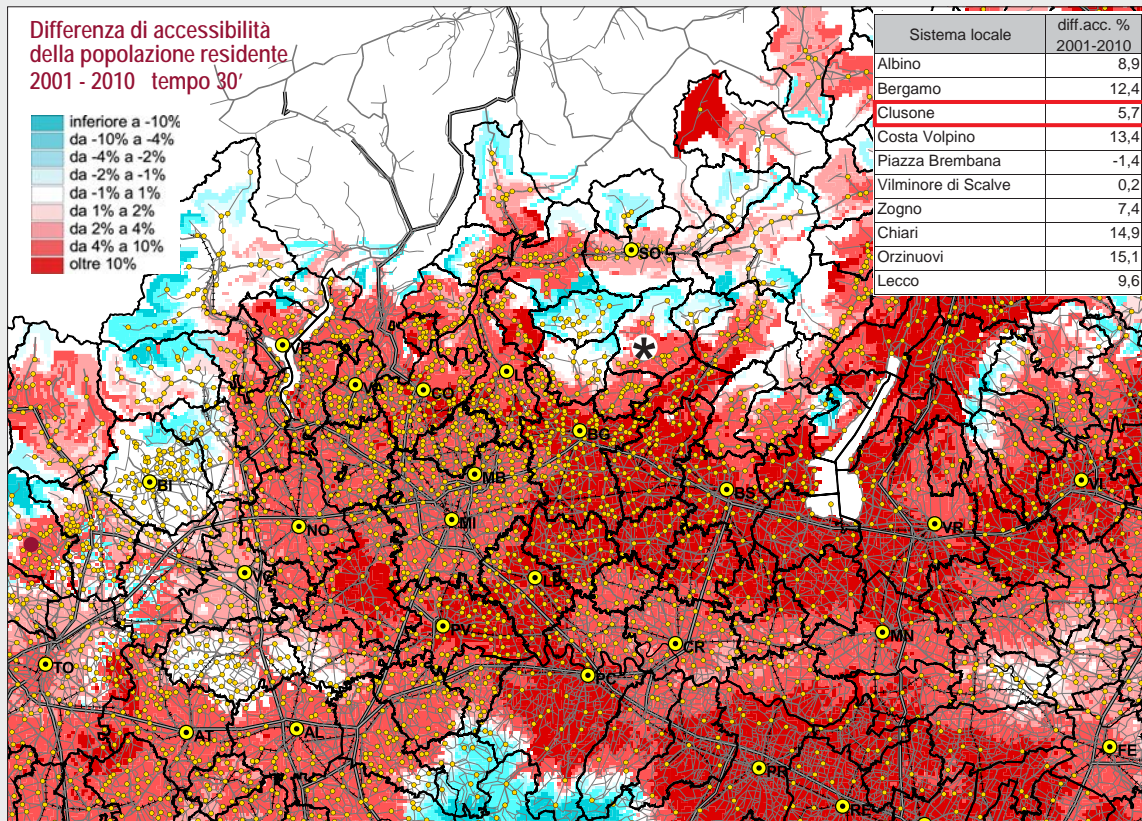 Differenza di accessibilità
della popolazione residente
2001 - 2010 tempo 30'
inferiore a -10%
da -10% a -4%
da -4% a -2%
da -2% a -1%
da -1% a 1%
da 1% a 2%
da 2% a 4%
da 4% a 10%
oltre 10%
Sistema locale diff.acc. % 2001-2010
Albino 8,9
Bergamo 12,4
Clusone 5,7
Costa Volpino 13,4
Piazza Brembana -1,4
Vilminore di Scalve 0,2
Zogno 7,4
Chiari 14,9
Orzinuovi 15,1
Lecco 9,6
SO
VB
VA
CO
*
BG
BI
MB
BS
VI
NO
MI
VR
VC
PV
MN
CR
TO
PC
AT
AL
FE
PR
RE